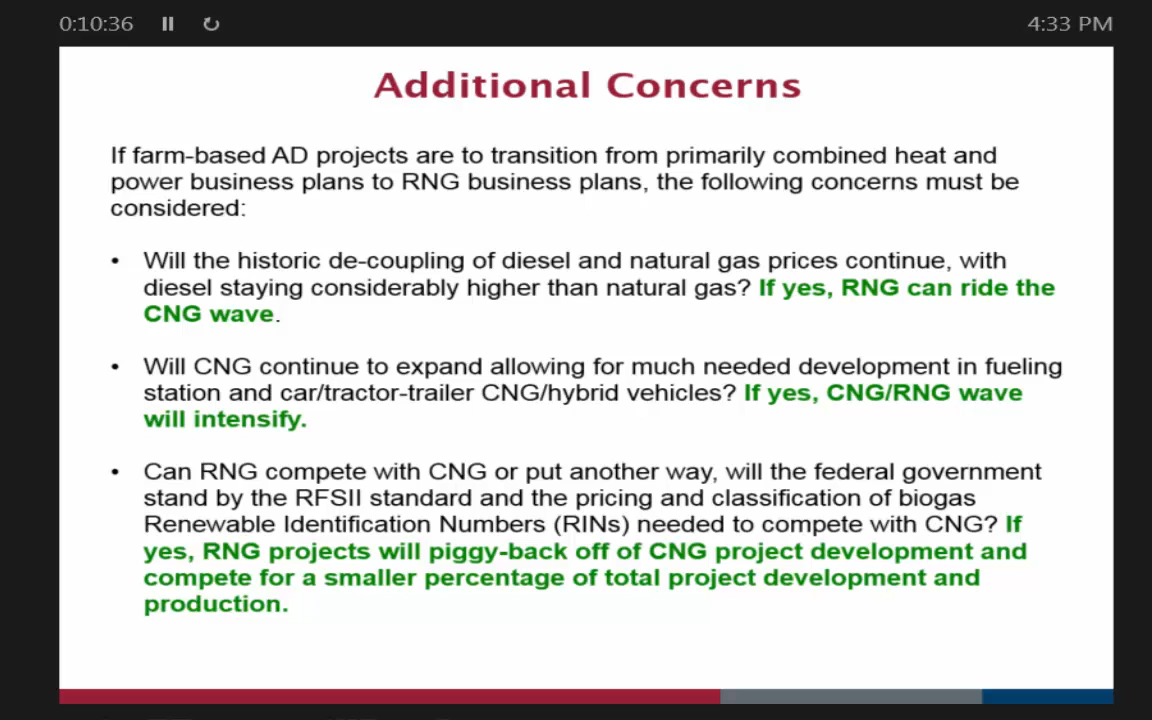 0:10:36
4:33 PM
Additional Concerns
If farm-based AD projects are to transition from primarily combined heat and
power business plans to RNG business plans, the following concerns must be
considered:
• Will the historic de-coupling of diesel and natural gas prices continue, with
diesel staying considerably higher than natural gas? If yes, RNG can ride the
CNG wave.
• Will CNG continue to expand allowing for much needed development in fueling
station and car/tractor-trailer CNG/hybrid vehicles? If yes, CNG/RNG wave
will intensify.
• Can RNG compete with CNG or put another way, will the federal government
stand by the RFSII standard and the pricing and classification of biogas
Renewable Identification Numbers (RINs) needed to compete with CNG? If
yes, RNG projects will piggy-back off of CNG project development and
compete for a smaller percentage of total project development and
production.